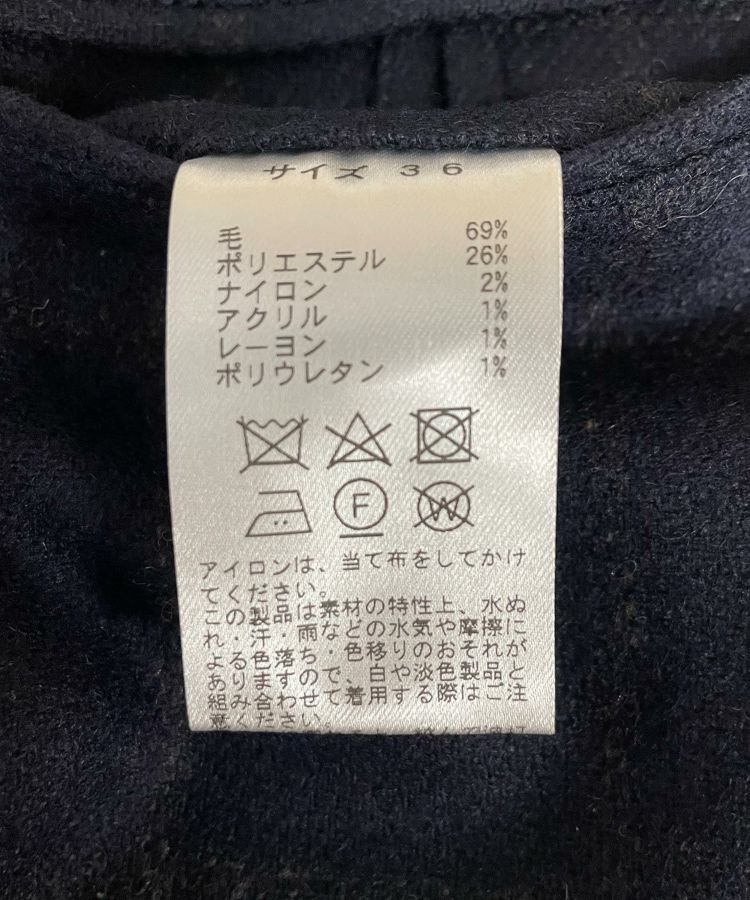 サイズ 36
毛 69%
ポリエステル 26%
ナイロン 2%
アクリル 1%
レーヨン 1%
ポリウレタン 1%
F
W
アイロンは、当て布をしてかけ
てください。
この製品は素材の特性上、水ぬ
れ・汗・雨などの水気や摩擦に
よる色落ち・色移りのおそれが
ありますので、白や淡色製品と
組み合わせて着用する際はご注
意ください。